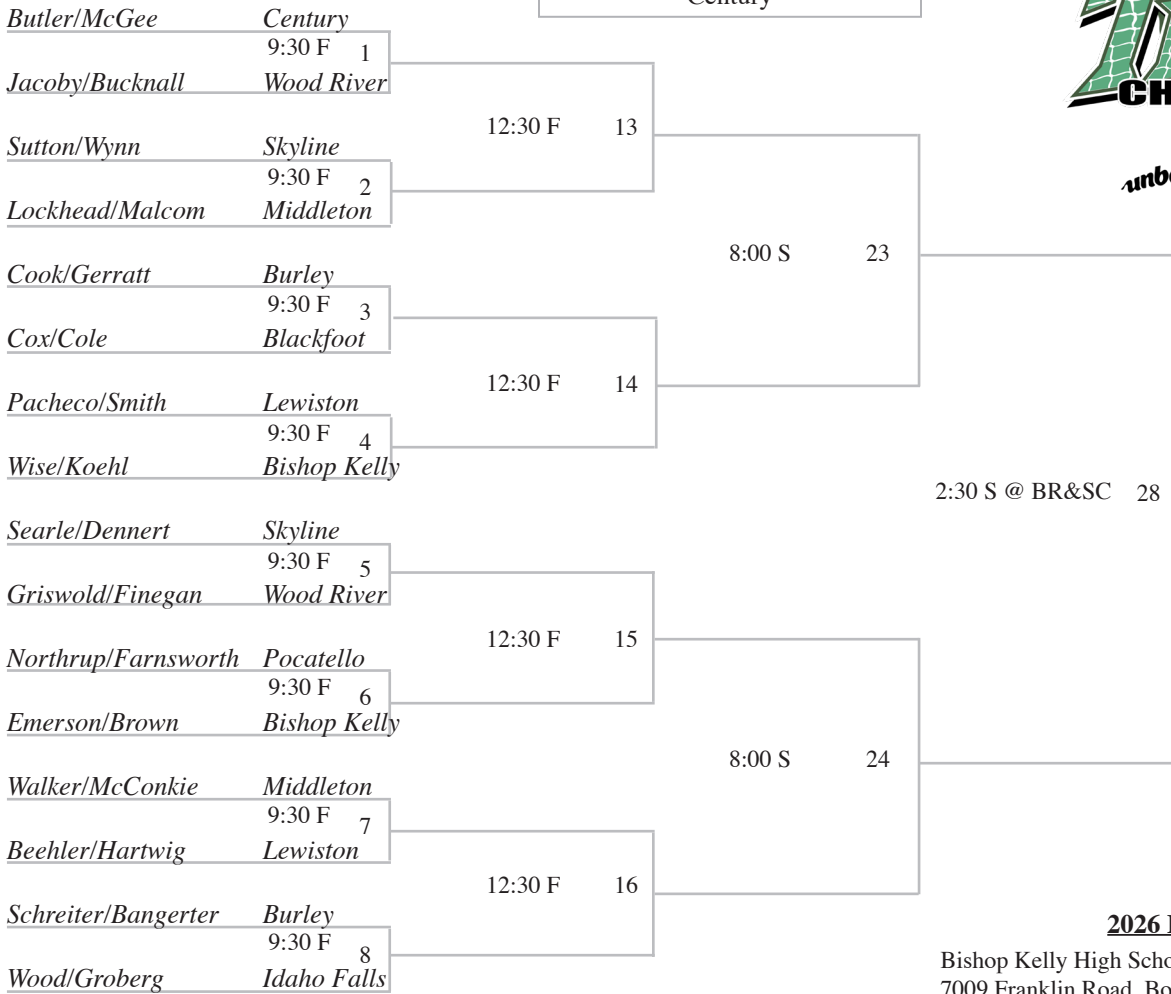 Century
Butler/McGee Century
9:30 F 1
Jacoby/Bucknall Wood River
12:30 F 13
Sutton/Wynn Skyline
9:30 F 2
Lockhead/Malcom Middleton
8:00 S 23
Cook/Gerratt Burley
9:30 F 3
Cox/Cole Blackfoot
12:30 F 14
Pacheco/Smith Lewiston
9:30 F 4
Wise/Koehl Bishop Kelly
2:30 S @ BR&SC 28
Searle/Dennert Skyline
9:30 F 5
Griswold/Finegan Wood River
12:30 F 15
Northrup/Farnsworth Pocatello
9:30 F 6
Emerson/Brown Bishop Kelly
8:00 S 24
Walker/McConkie Middleton
9:30 F 7
Beehler/Hartwig Lewiston
12:30 F 16
Schreiter/Bangerter Burley
9:30 F 8
Wood/Groberg Idaho Falls
2026
Bishop Kelly High
7009 Franklin Road,